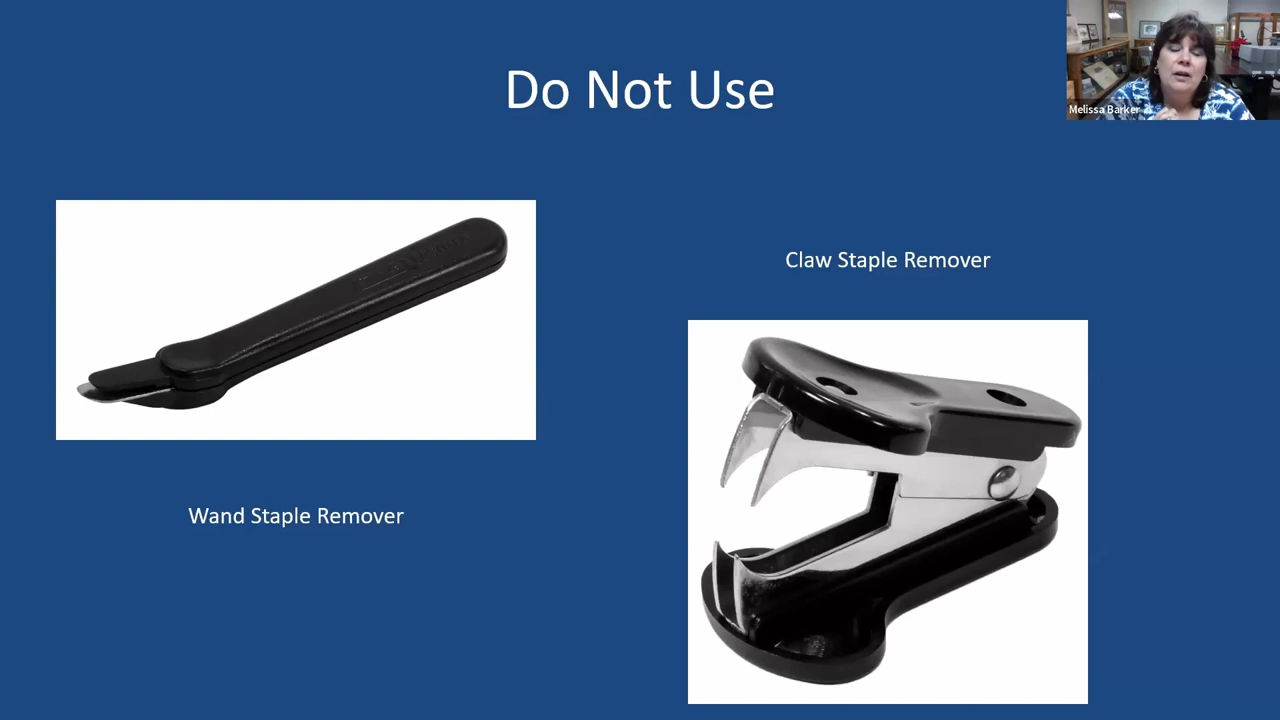 Do Not Use
Melissa Barker
Claw Staple Remover
Wand Staple Remover